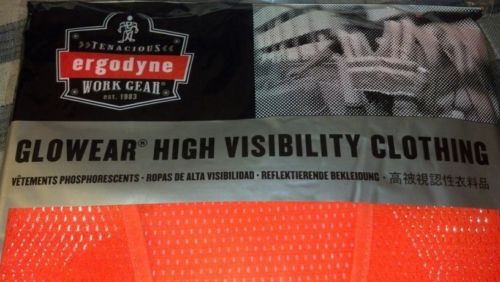 TENACIOUS
ergodyne
WORK GEAR
est. 1983
GLOWEAR® HIGH VISIBILITY CLOTHING
VÊTEMENTS PHOSPHORESCENTS · ROPAS DE ALTA VISIBILIDAD · REFLEKTIERENDE BEKLEIDUNG · 高被視認性衣料品